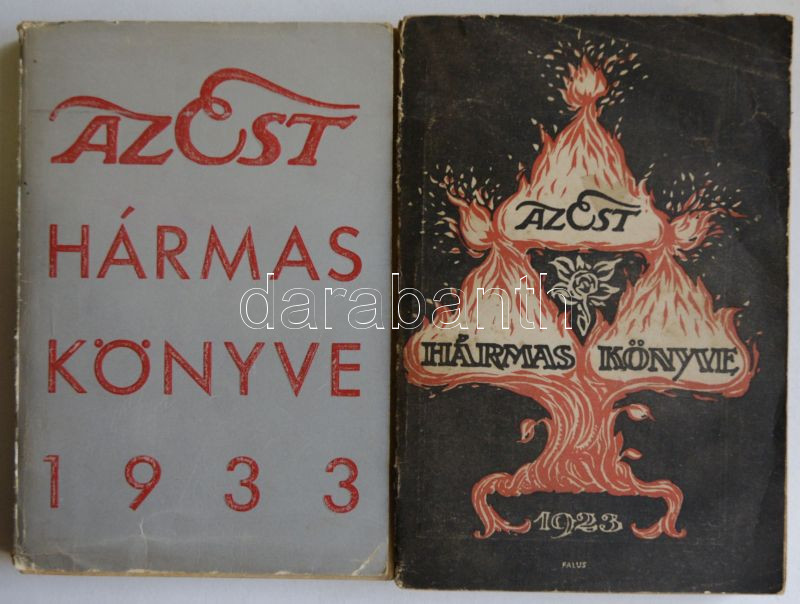 AZ EST
HÁRMAS
KÖNYVE
1933
AZ EST
HÁRMAS KÖNYVE
1923
FALUS
darabanth